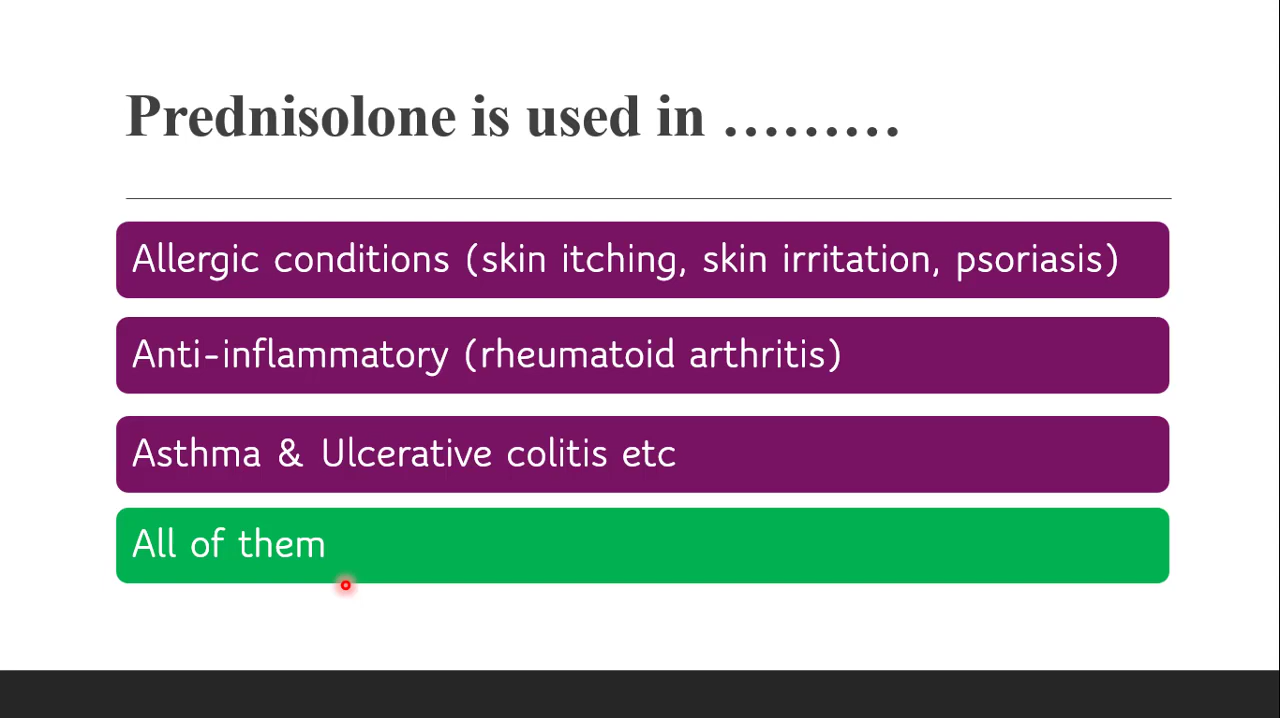 Prednisolone is used in ………
Allergic conditions (skin itching, skin irritation, psoriasis)
Anti-inflammatory (rheumatoid arthritis)
Asthma & Ulcerative colitis etc
All of them